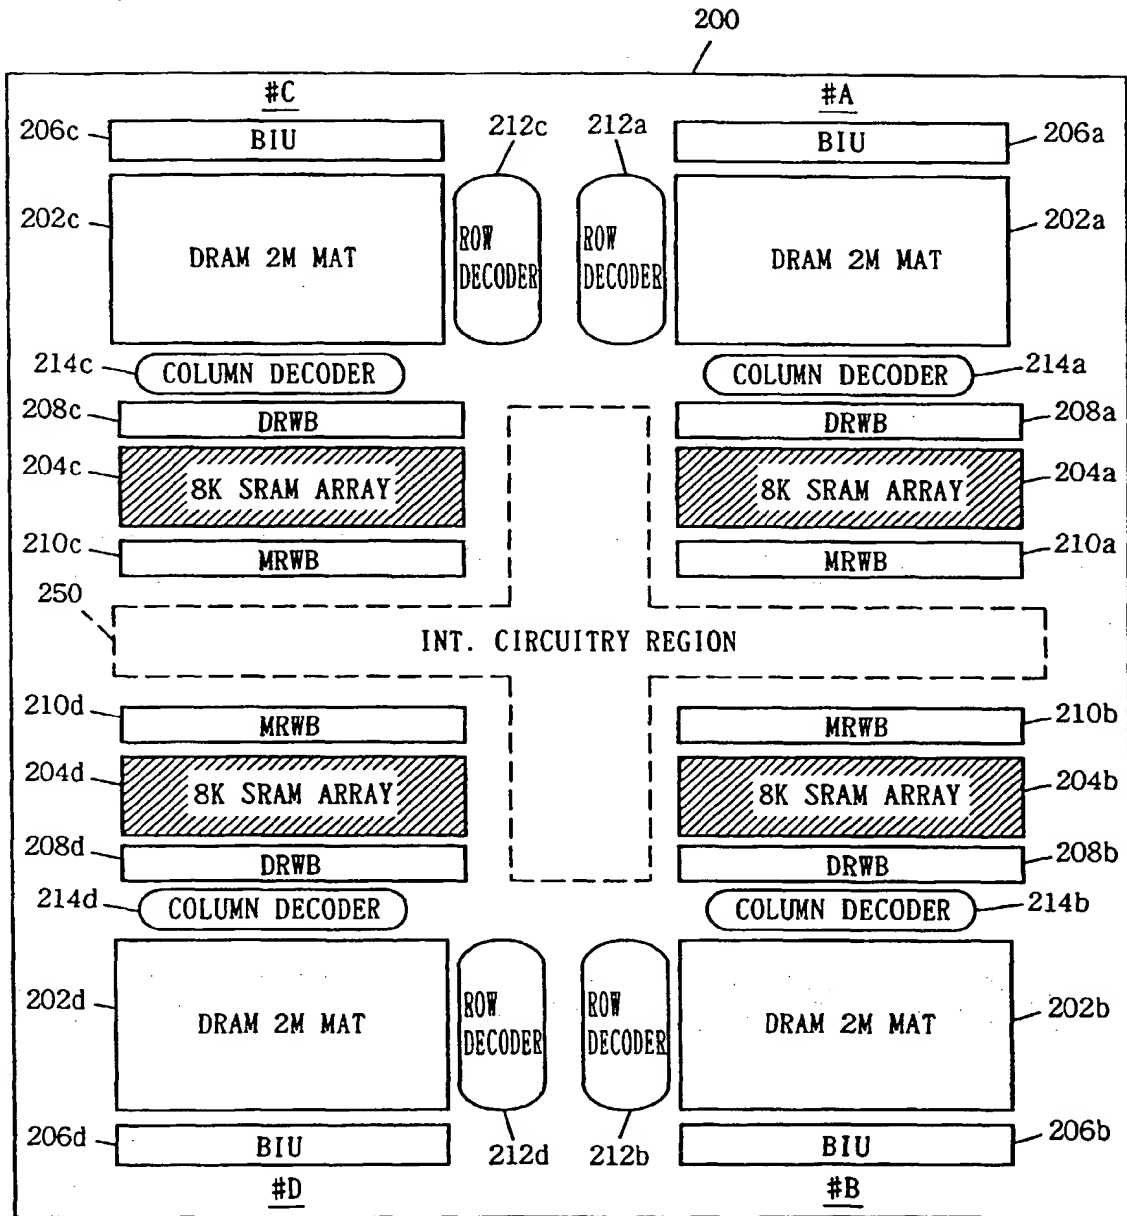 200
#C #A
206c BIU 212c 212a BIU 206a
202c DRAM 2M MAT ROW DECODER ROW DECODER DRAM 2M MAT 202a
214c COLUMN DECODER COLUMN DECODER 214a
208c DRWB DRWB 208a
204c 8K SRAM ARRAY 8K SRAM ARRAY 204a
210c MRWB MRWB 210a
250 INT. CIRCUITRY REGION
210d MRWB MRWB 210b
204d 8K SRAM ARRAY 8K SRAM ARRAY 204b
208d DRWB DRWB 208b
214d COLUMN DECODER COLUMN DECODER 214b
202d DRAM 2M MAT ROW DECODER ROW DECODER DRAM 2M MAT 202b
206d BIU 212d 212b BIU 206b
#D #B